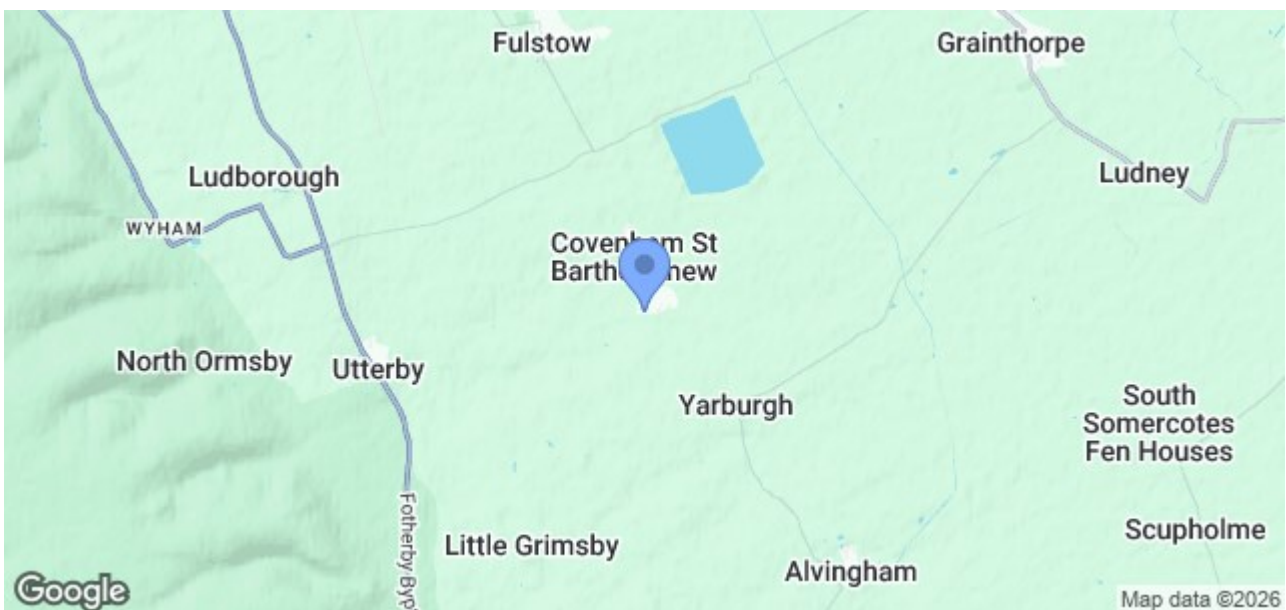 Fulstow
Grainthorpe
Ludborough
Ludney
WYHAM
Covenham St
Bartholomew
North Ormsby
Utterby
Yarburgh
South
Somercotes
Fen Houses
Fotherby Byp
Scupholme
Little Grimsby
Alvingham
Google
Map data ©2026